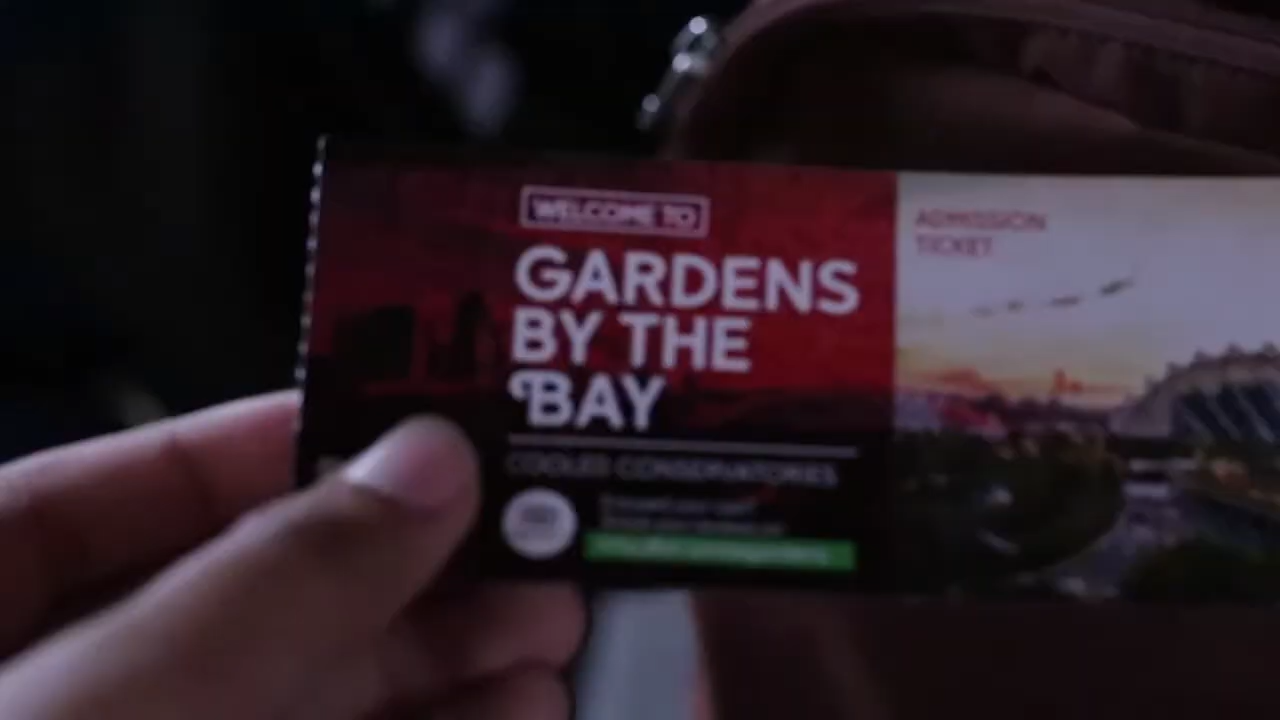 WELCOME TO
GARDENS
BY THE
BAY
COOLED CONSERVATORIES
ADMISSION
TICKET